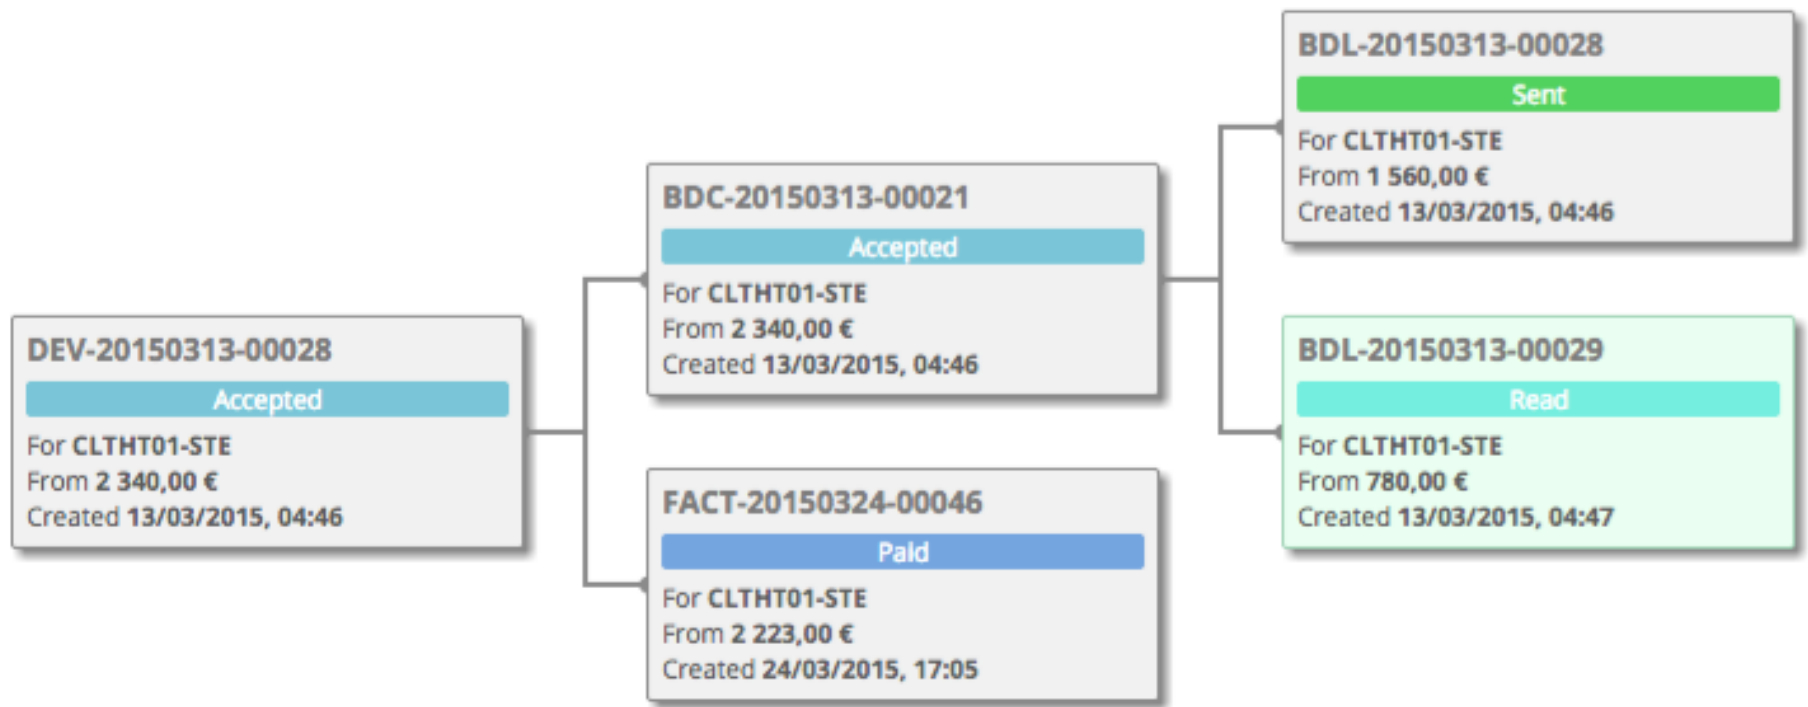 DEV-20150313-00028
Accepted
For CLTHT01-STE
From 2 340,00 €
Created 13/03/2015, 04:46
BDC-20150313-00021
Accepted
For CLTHT01-STE
From 2 340,00 €
Created 13/03/2015, 04:46
FACT-20150324-00046
Paid
For CLTHT01-STE
From 2 223,00 €
Created 24/03/2015, 17:05
BDL-20150313-00028
Sent
For CLTHT01-STE
From 1 560,00 €
Created 13/03/2015, 04:46
BDL-20150313-00029
Read
For CLTHT01-STE
From 780,00 €
Created 13/03/2015, 04:47